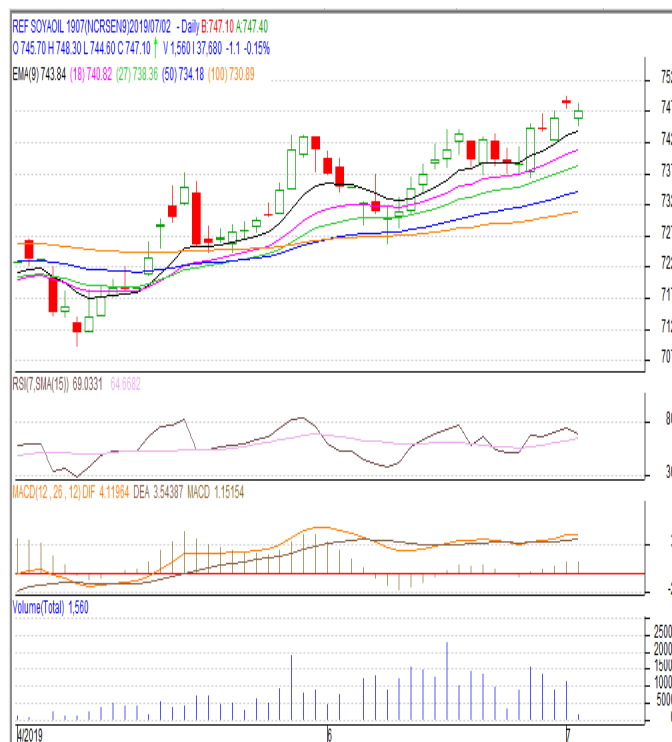 REF SOYAOIL 1907(NCRSEN9)2019/07/02 - Daily B:747.10 A:747.40
O 745.70 H 748.30 L 744.60 C 747.10 ↑ V 1,560 I 37,680 -1.1 -0.15%
EMA(9) 743.84 (18) 740.82 (27) 738.36 (50) 734.18 (100) 730.89
RSI(7,SMA(15)) 69.0331 64.6682
MACD(12 , 26 , 12) DIF 4.11964 DEA 3.54387 MACD 1.15154
Volume(Total) 1,560
2500
2000
1500
1000
5000
4/2019 6 7